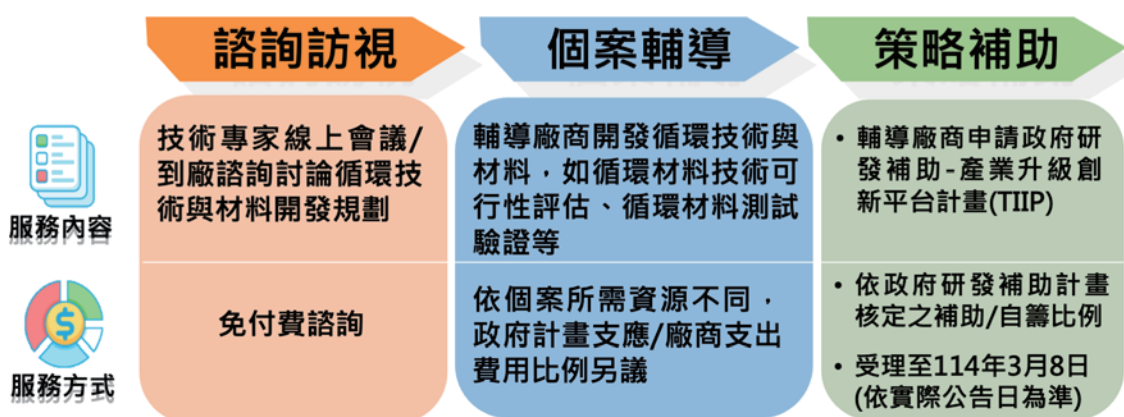 諮詢訪視
個案輔導
策略補助
服務內容
技術專家線上會議/
到廠諮詢討論循環技
術與材料開發規劃
輔導廠商開發循環技術與
材料，如循環材料技術可
行性評估、循環材料測試
驗證等
• 輔導廠商申請政府研
發補助-產業升級創
新平台計畫(TIIP)
服務方式
免付費諮詢
依個案所需資源不同，
政府計畫支應/廠商支出
費用比例另議
• 依政府研發補助計畫
核定之補助/自籌比例
• 受理至114年3月8日
(依實際公告日為準)